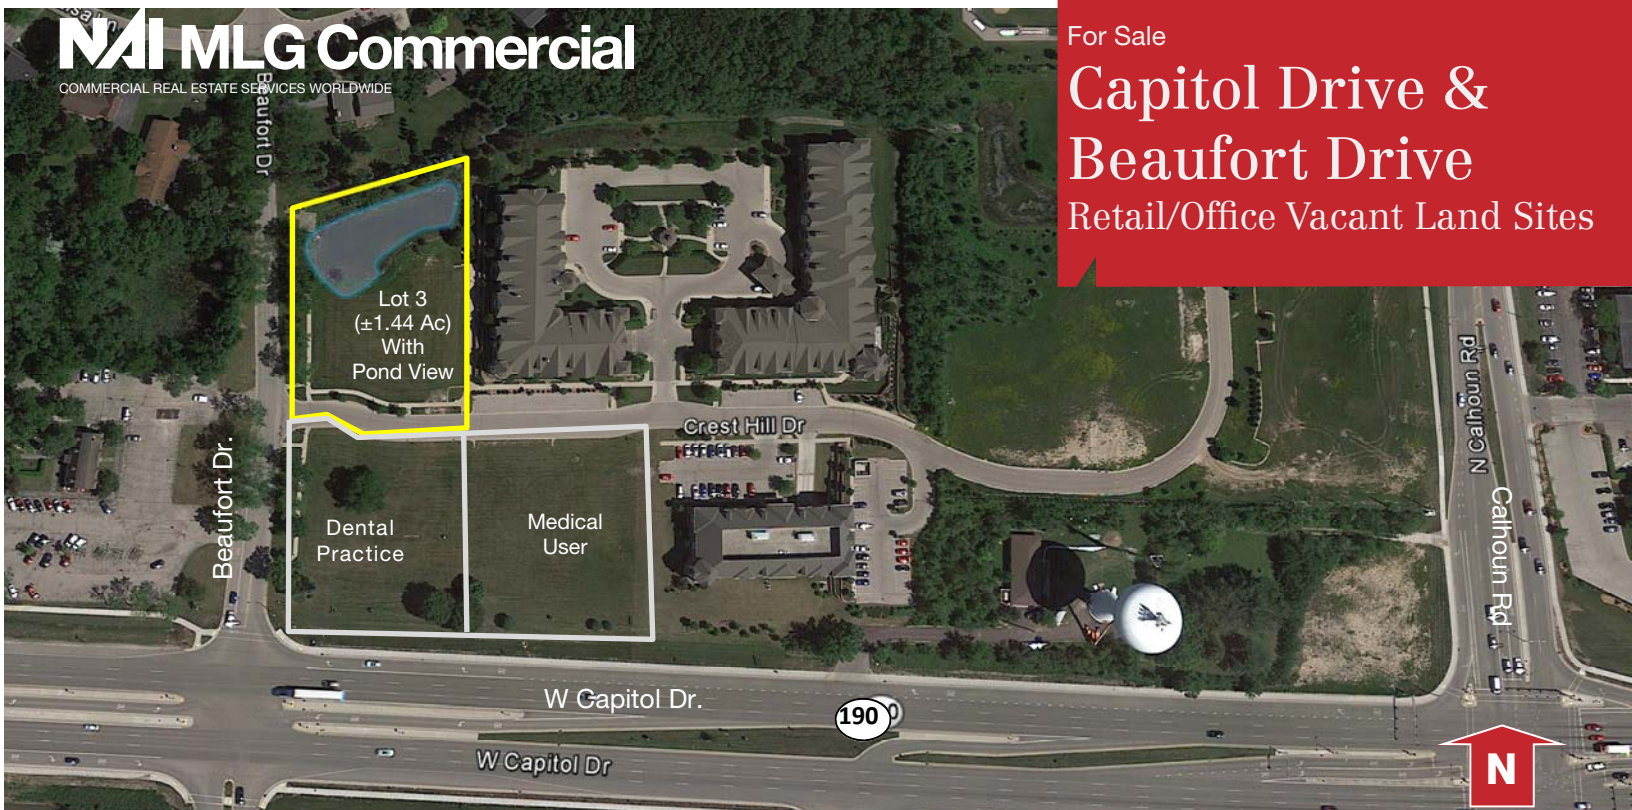 NAI MLG Commercial
COMMERCIAL REAL ESTATE SERVICES WORLDWIDE
For Sale
Capitol Drive &
Beaufort Drive
Retail/Office Vacant Land Sites
Beaufort Dr
Lot 3
(±1.44 Ac)
With
Pond View
Crest Hill Dr
N Calhoun Rd
Calhoun Rd
Beaufort Dr.
Dental
Practice
Medical
User
W Capitol Dr.
190
W Capitol Dr
N